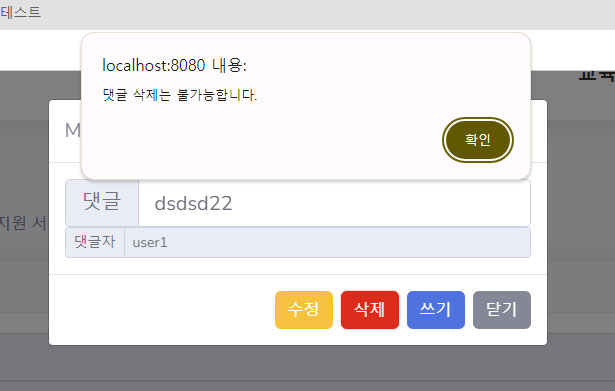 테스트
localhost:8080 내용:
댓글 삭제는 불가능합니다.
확인
교육
M
지원 서
댓글 dsdsd22
댓글자 user1
수정 삭제 쓰기 닫기